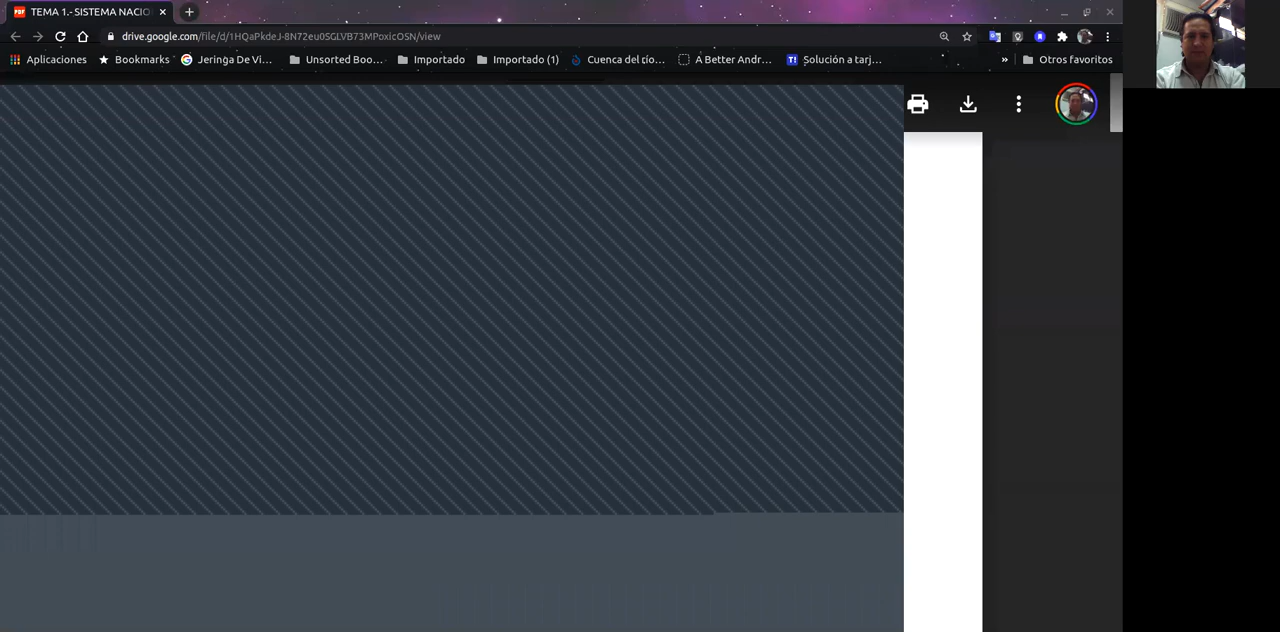 TEMA 1.- SISTEMA NACIO
drive.google.com/file/d/1HQaPkdeJ-8N72eu0SGLVB73MPoxicOSN/view
Aplicaciones Bookmarks Jeringa De Vi... Unsorted Boo... Importado Importado (1) Cuenca del río... A Better Andr... Solución a tarj... » Otros favoritos